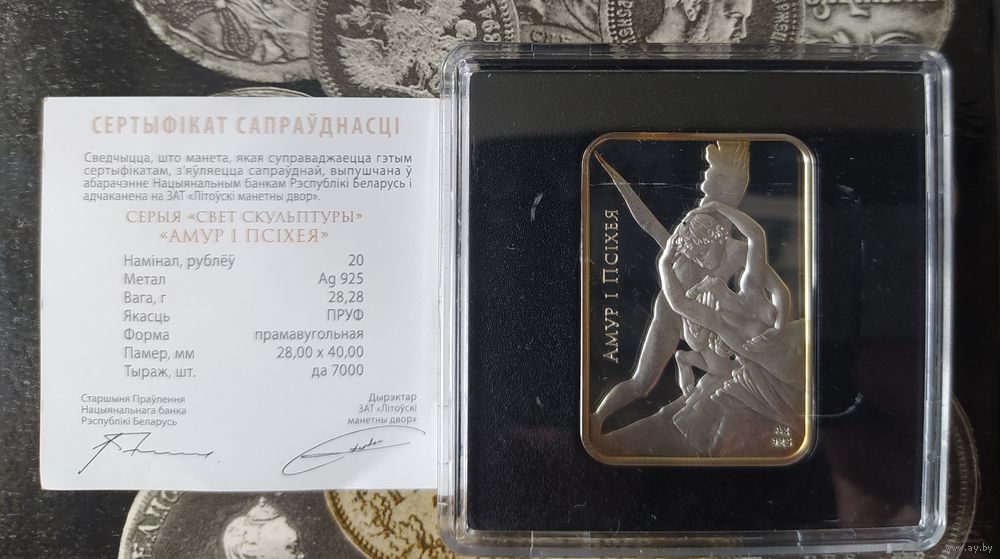 СЕРТЫФІКАТ САПРАЎДНАСЦІ
Сведчыцца, што манета, якая суправаджаецца гэтым
сертыфікатам, з'яўляецца сапраўднай, выпушчана ў
абарачэнне Нацыянальным банкам Рэспублікі Беларусь і
адчаканена на ЗАТ «Літоўскі манетны двор».
СЕРЫЯ «СВЕТ СКУЛЬПТУРЫ»
«АМУР І ПСІХЕЯ»
Намінал, рублёў 20
Метал Ag 925
Вага, г 28,28
Якасць ПРУФ
Форма прамавугольная
Памер, мм 28,00 х 40,00
Тыраж, шт. да 7000
Старшыня Праўлення
Нацыянальнага банка
Рэспублікі Беларусь
Дырэктар
ЗАТ «Літоўскі
манетны двор»
АМУР І ПСІХЕЯ
Ag
925
www.ay.by